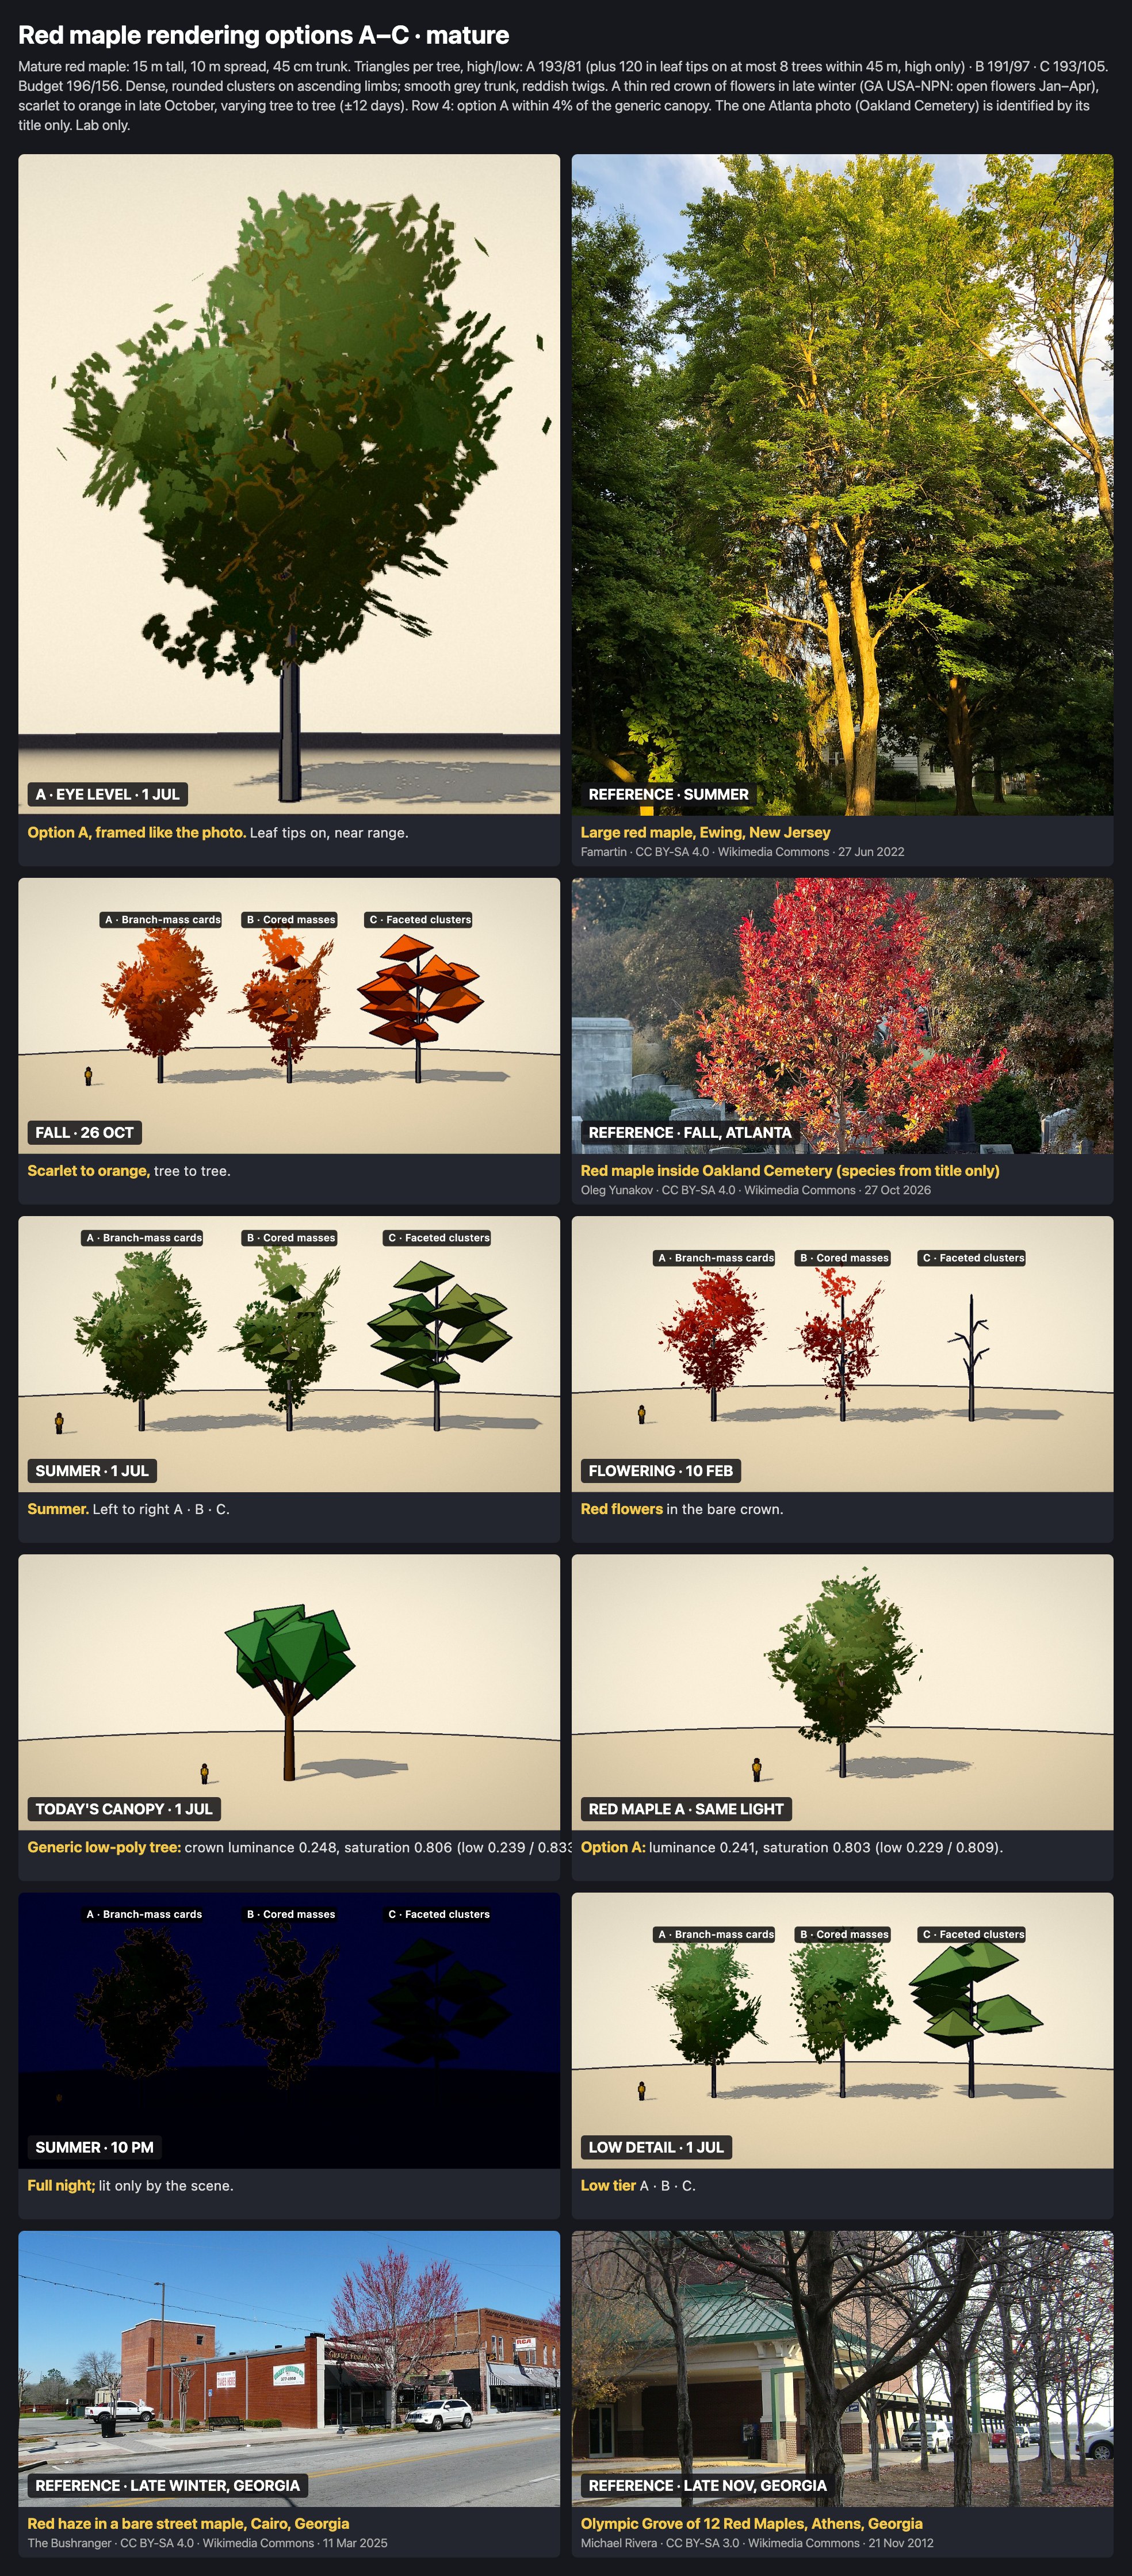 Red maple rendering options A–C · mature
Mature red maple: 15 m tall, 10 m spread, 45 cm trunk. Triangles per tree, high/low: A 193/81 (plus 120 in leaf tips on at most 8 trees within 45 m, high only) · B 191/97 · C 193/105.
Budget 196/156. Dense, rounded clusters on ascending limbs; smooth grey trunk, reddish twigs. A thin red crown of flowers in late winter (GA USA-NPN: open flowers Jan–Apr),
scarlet to orange in late October, varying tree to tree (±12 days). Row 4: option A within 4% of the generic canopy. The one Atlanta photo (Oakland Cemetery) is identified by its
title only. Lab only.
A · EYE LEVEL · 1 JUL
REFERENCE · SUMMER
Option A, framed like the photo. Leaf tips on, near range.
Large red maple, Ewing, New Jersey
Famartin · CC BY-SA 4.0 · Wikimedia Commons · 27 Jun 2022
A · Branch-mass cards
B · Cored masses
C · Faceted clusters
FALL · 26 OCT
REFERENCE · FALL, ATLANTA
Scarlet to orange, tree to tree.
Red maple inside Oakland Cemetery (species from title only)
Oleg Yunakov · CC BY-SA 4.0 · Wikimedia Commons · 27 Oct 2026
A · Branch-mass cards
B · Cored masses
C · Faceted clusters
SUMMER · 1 JUL
A · Branch-mass cards
B · Cored masses
C · Faceted clusters
FLOWERING · 10 FEB
Summer. Left to right A · B · C.
Red flowers in the bare crown.
TODAY'S CANOPY · 1 JUL
RED MAPLE A · SAME LIGHT
Generic low-poly tree: crown luminance 0.248, saturation 0.806 (low 0.239 / 0.833
Option A: luminance 0.241, saturation 0.803 (low 0.229 / 0.809).
A · Branch-mass cards
B · Cored masses
C · Faceted clusters
SUMMER · 10 PM
A · Branch-mass cards
B · Cored masses
C · Faceted clusters
LOW DETAIL · 1 JUL
Full night; lit only by the scene.
Low tier A · B · C.
RCA
REFERENCE · LATE WINTER, GEORGIA
REFERENCE · LATE NOV, GEORGIA
Red haze in a bare street maple, Cairo, Georgia
The Bushranger · CC BY-SA 4.0 · Wikimedia Commons · 11 Mar 2025
Olympic Grove of 12 Red Maples, Athens, Georgia
Michael Rivera · CC BY-SA 3.0 · Wikimedia Commons · 21 Nov 2012